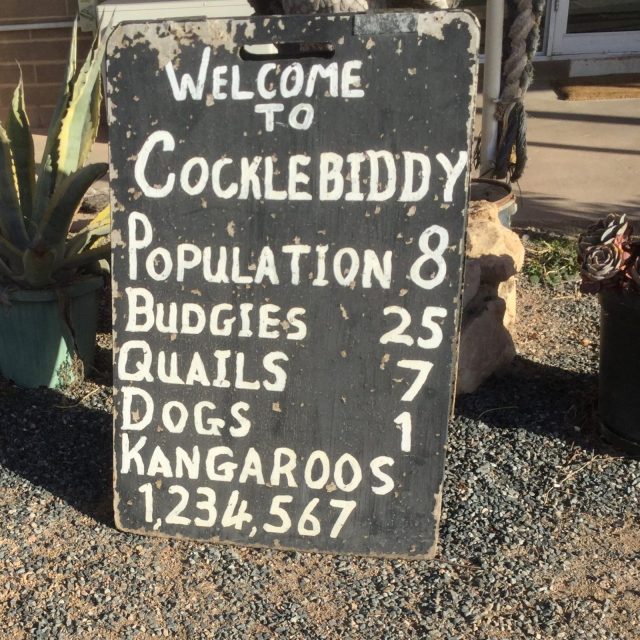 WELCOME
TO
COCKLEBIDDY
POPULATION 8
BUDGIES 25
QUAILS 7
DOGS 1
KANGAROOS
1,234,567